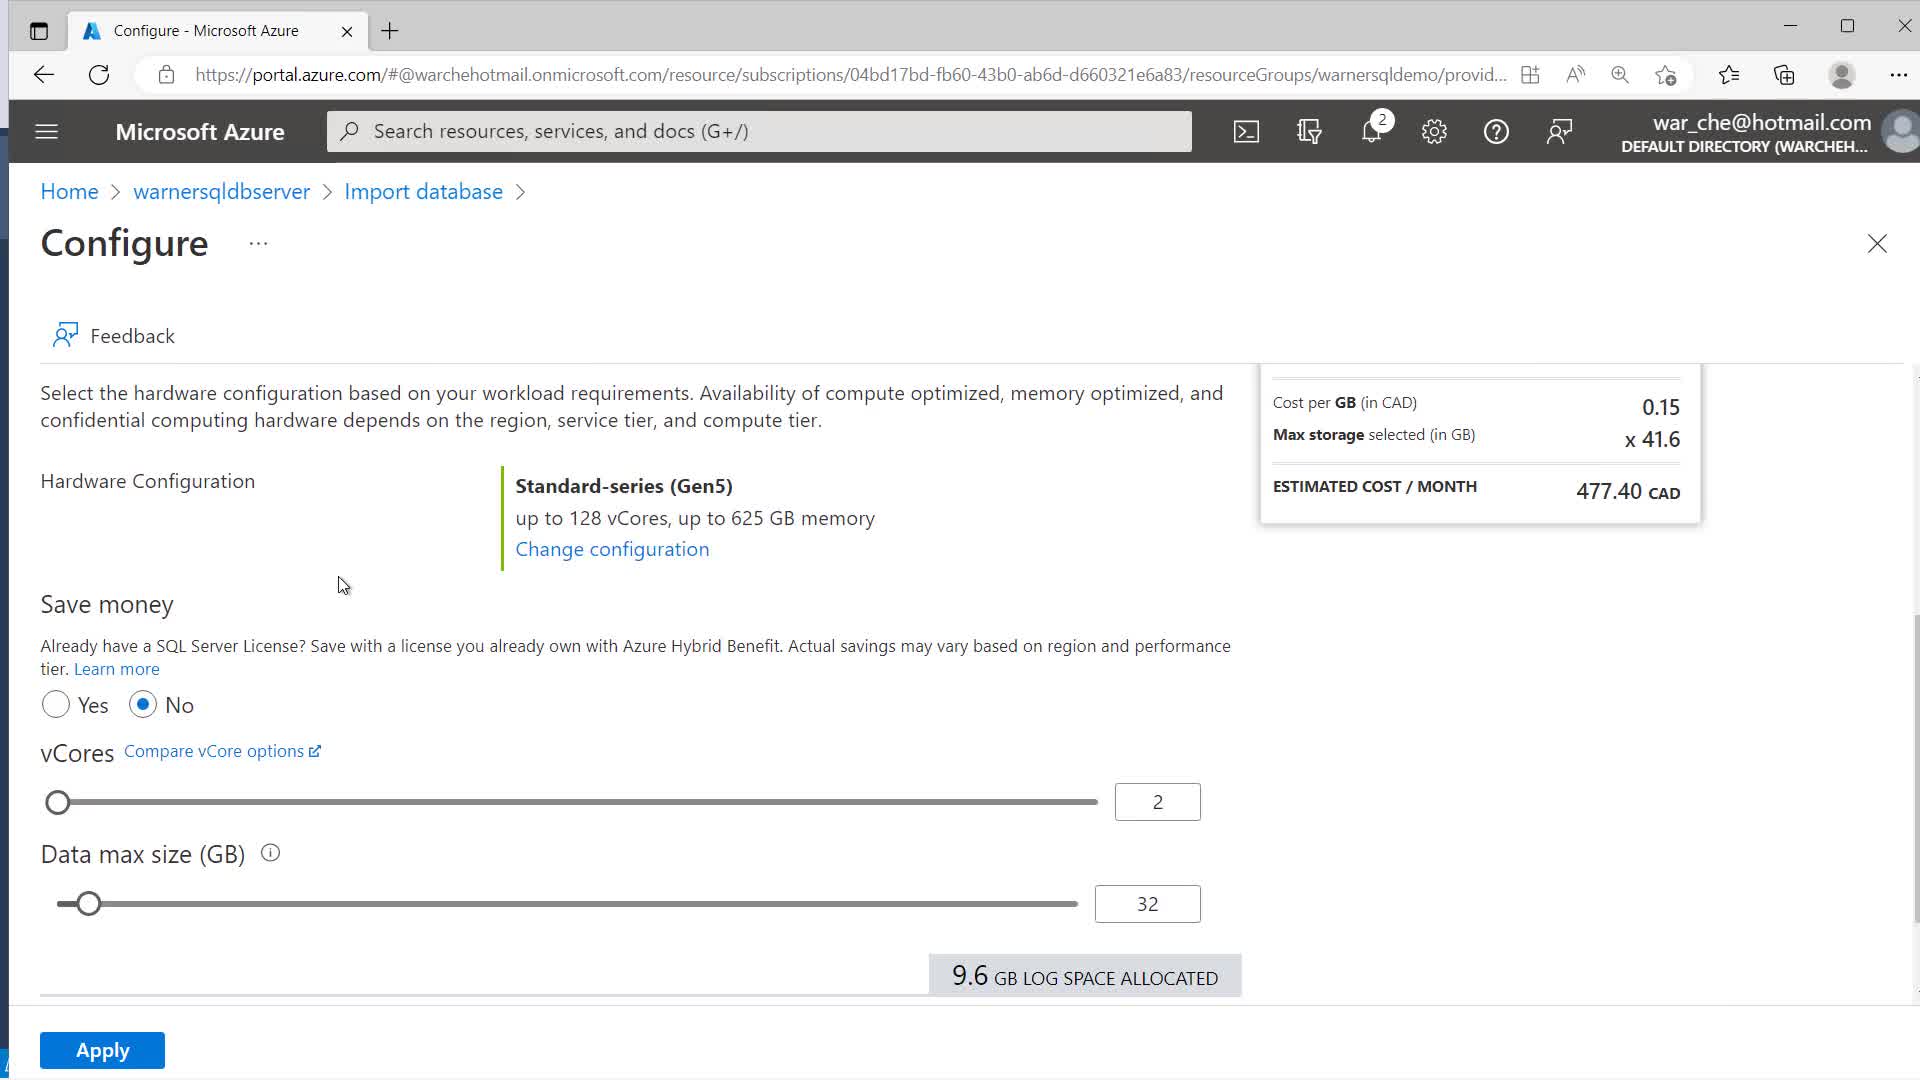 Configure - Microsoft Azure
https://portal.azure.com/#@warchehotmail.onmicrosoft.com/resource/subscriptions/04bd17bd-fb60-43b0-ab6d-d660321e6a83/resourceGroups/warnersqldemo/provid...
Microsoft Azure
Search resources, services, and docs (G+/)
2
war_che@hotmail.com
DEFAULT DIRECTORY (WARCHEH...
Home > warnersqldbserver > Import database >
Configure ...
Feedback
Select the hardware configuration based on your workload requirements. Availability of compute optimized, memory optimized, and
confidential computing hardware depends on the region, service tier, and compute tier.
Hardware Configuration
Standard-series (Gen5)
up to 128 vCores, up to 625 GB memory
Change configuration
Cost per GB (in CAD) 0.15
Max storage selected (in GB) x 41.6
ESTIMATED COST / MONTH 477.40 CAD
Save money
Already have a SQL Server License? Save with a license you already own with Azure Hybrid Benefit. Actual savings may vary based on region and performance
tier. Learn more
Yes No
vCores Compare vCore options
2
Data max size (GB)
32
9.6 GB LOG SPACE ALLOCATED
Apply